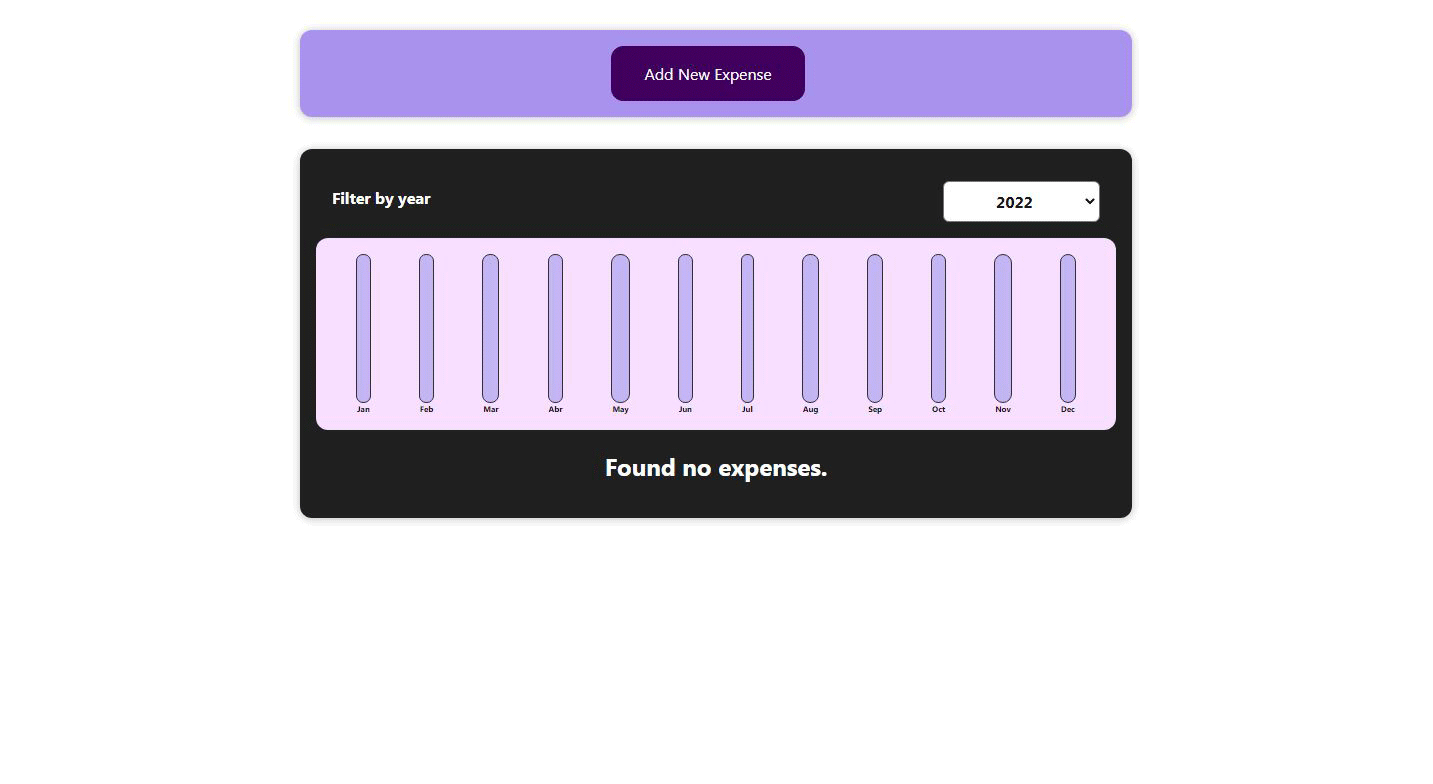 Add New Expense
Filter by year
2022
Jan Feb Mar Abr May Jun Jul Aug Sep Oct Nov Dec
Found no expenses.